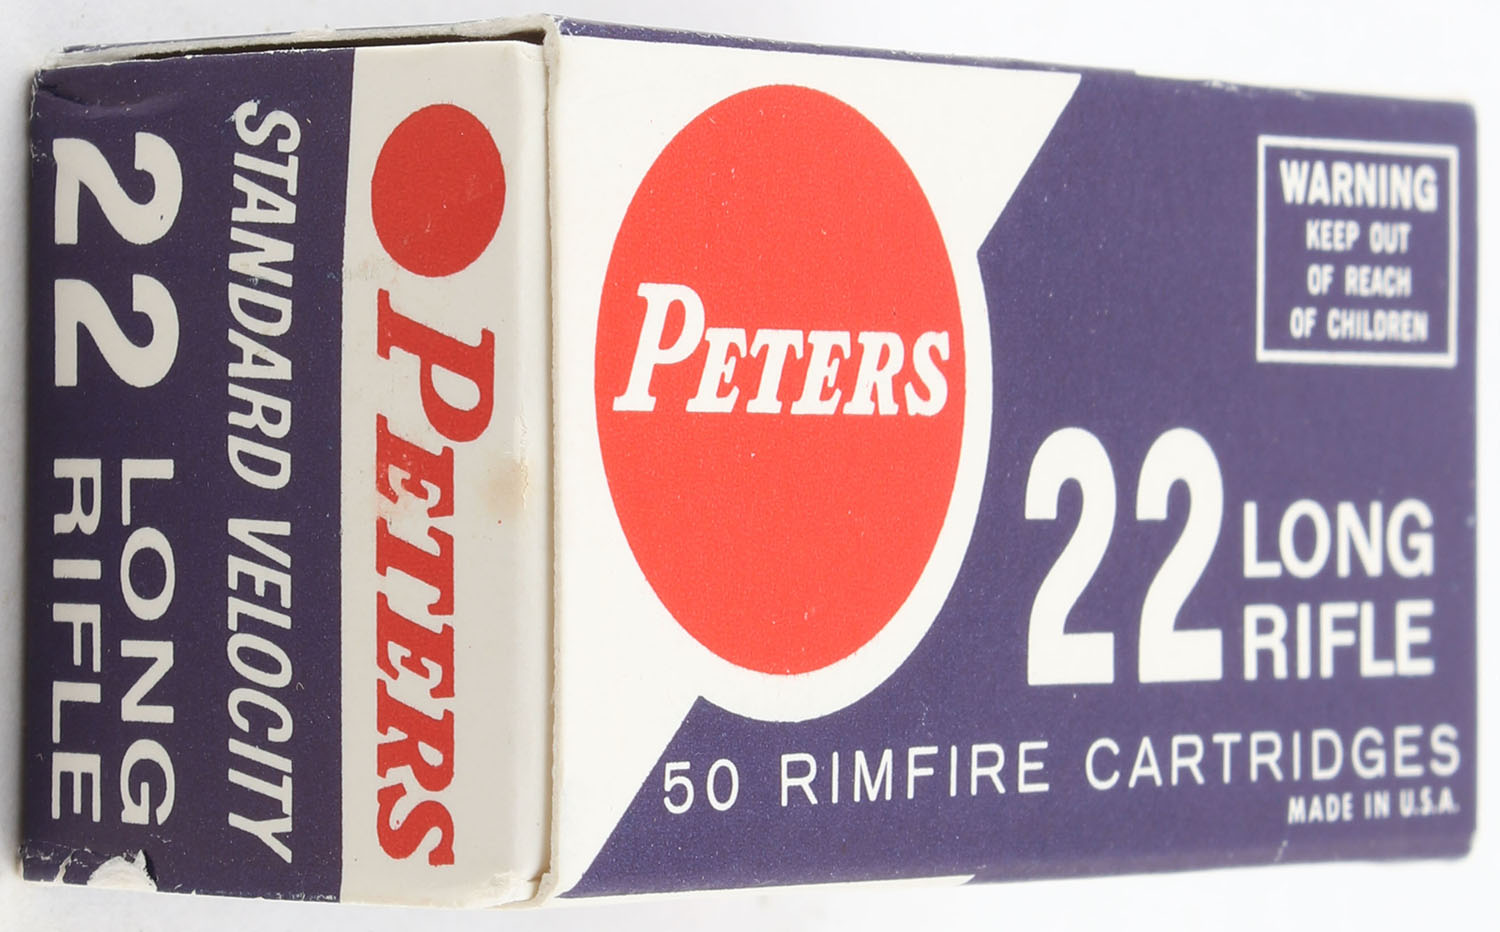 PETERS
STANDARD VELOCITY
22 LONG
RIFLE
PETERS
WARNING
KEEP OUT
OF REACH
OF CHILDREN
22 LONG
RIFLE
50 RIMFIRE CARTRIDGES
MADE IN U.S.A.